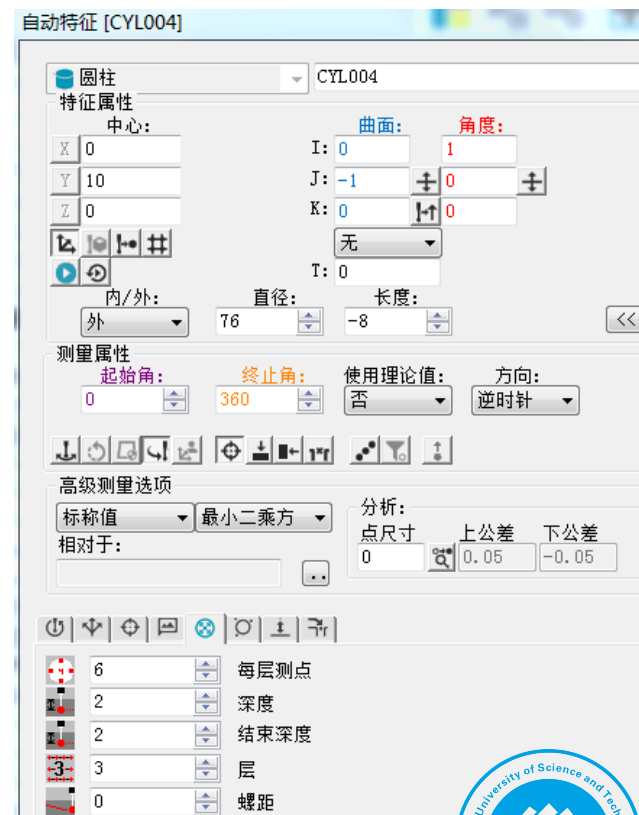 自动特征 [CYL004]
圆柱 CYL004
特征属性
中心: 曲面: 角度:
X 0 I: 0 1
Y 10 J: -1 0
Z 0 K: 0 0
无
T: 0
内/外: 直径: 长度:
外 76 -8 <<
测量属性
起始角: 终止角: 使用理论值: 方向:
0 360 否 逆时针
高级测量选项
标称值 最小二乘方 分析:
相对于: 点尺寸 上公差 下公差
0 0.05 -0.05
..
6 每层测点
2 深度
2 结束深度
3 层
0 螺距
University of Science and Tech